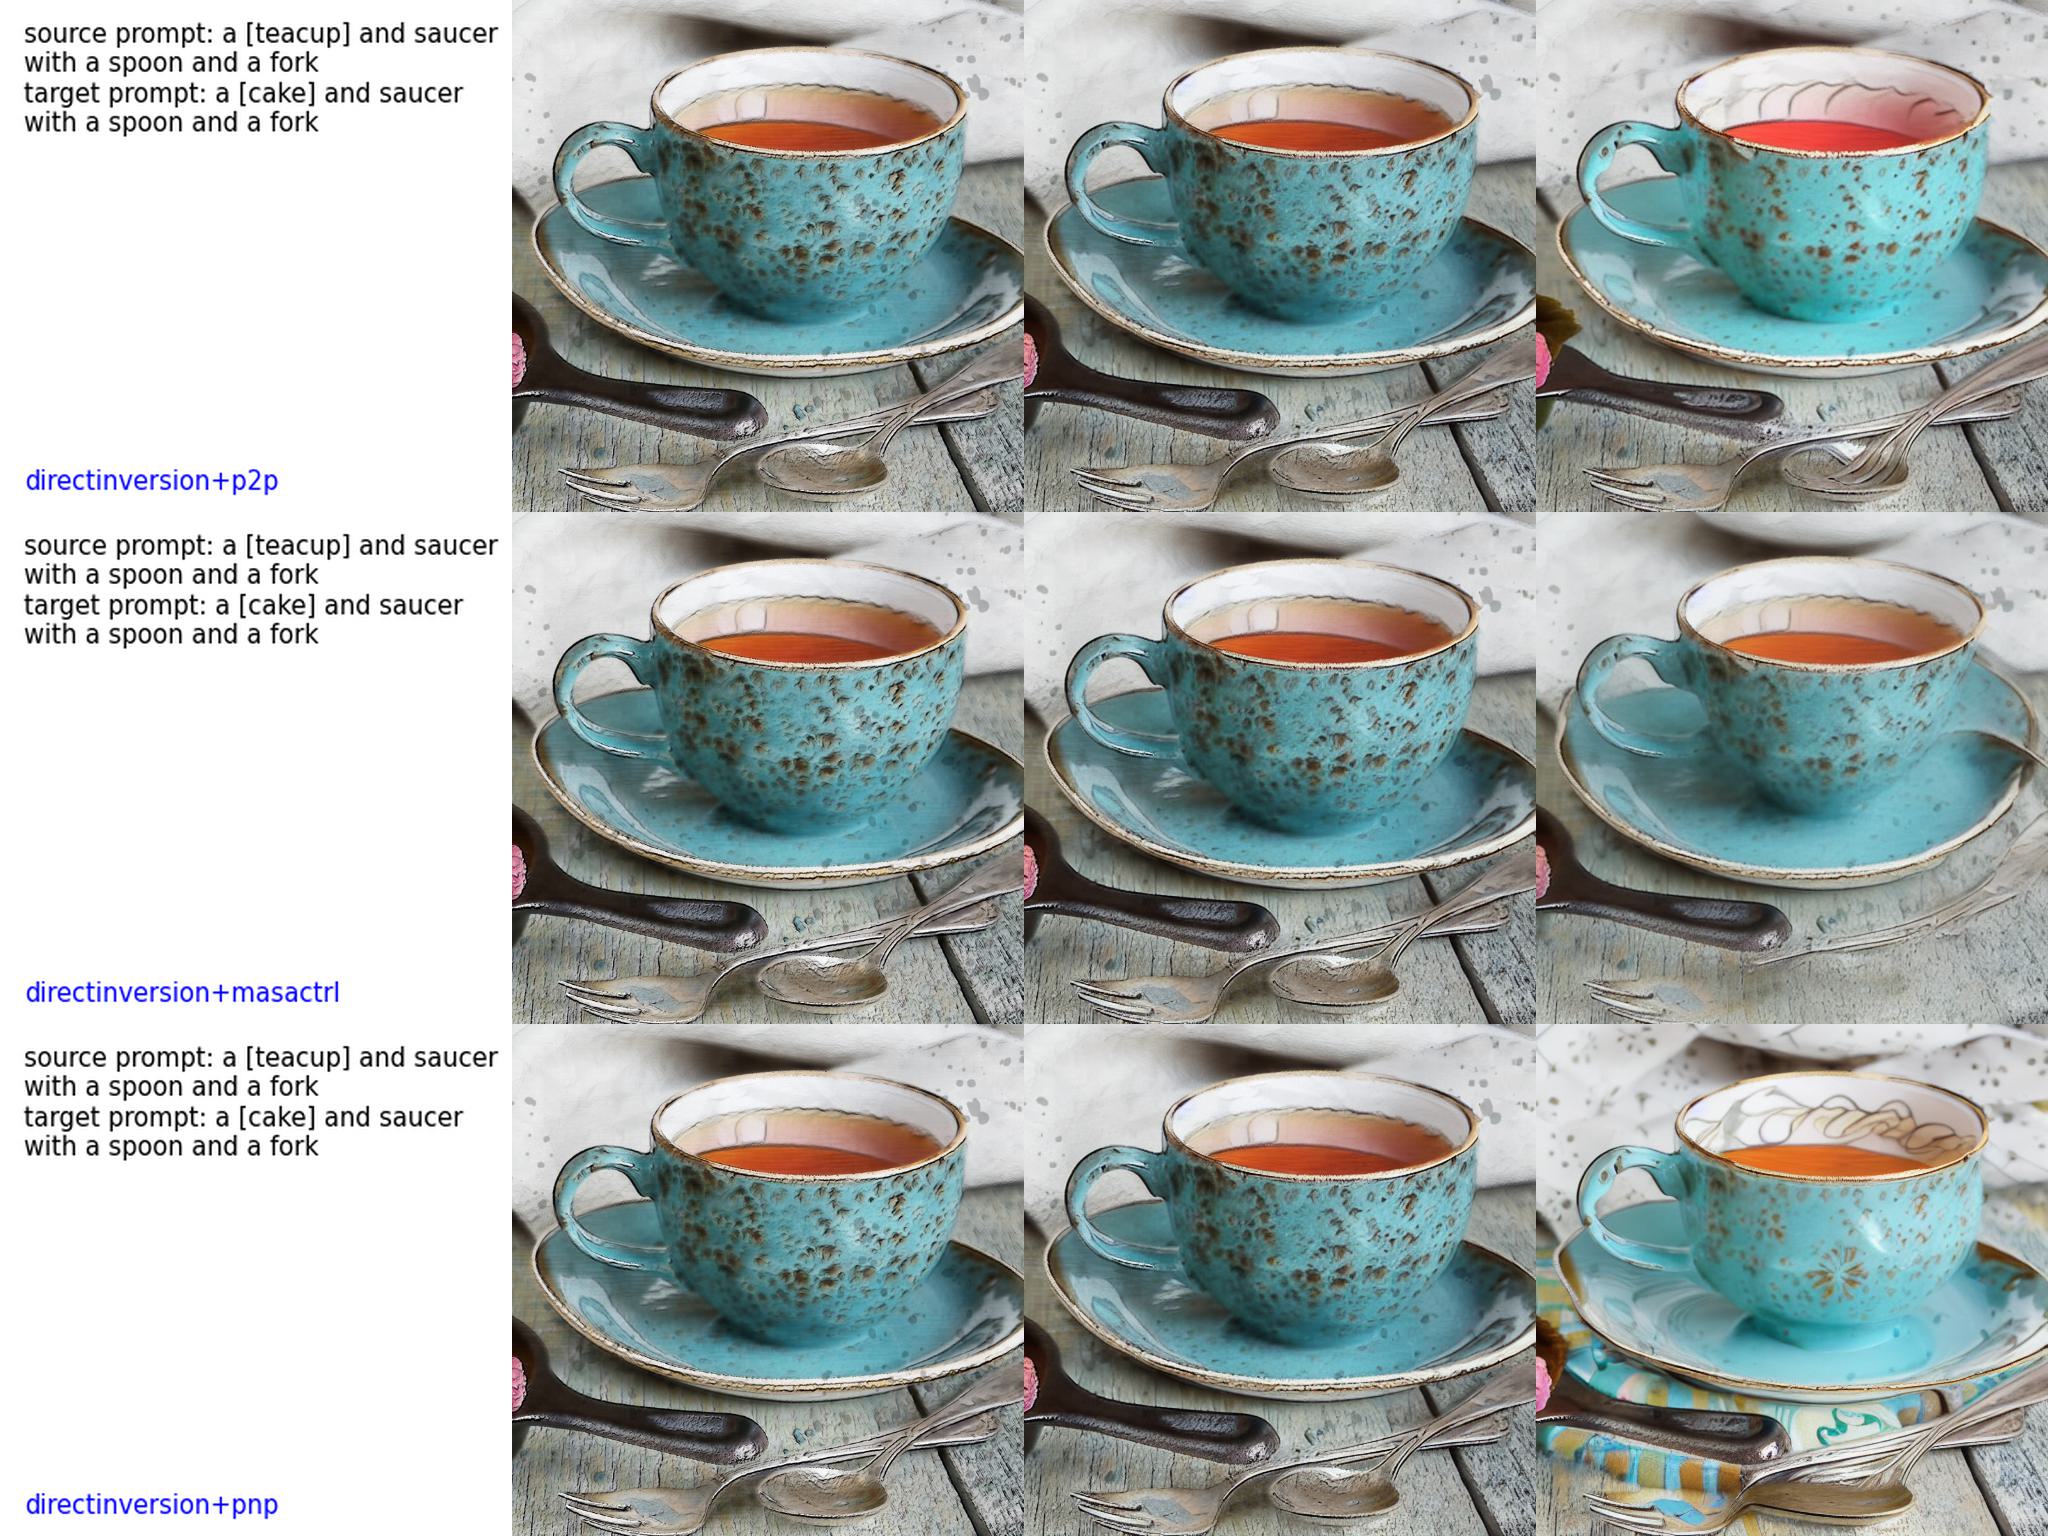 source prompt: a [teacup] and saucer
with a spoon and a fork
target prompt: a [cake] and saucer
with a spoon and a fork
directinversion+p2p
source prompt: a [teacup] and saucer
with a spoon and a fork
target prompt: a [cake] and saucer
with a spoon and a fork
directinversion+masactrl
source prompt: a [teacup] and saucer
with a spoon and a fork
target prompt: a [cake] and saucer
with a spoon and a fork
directinversion+pnp